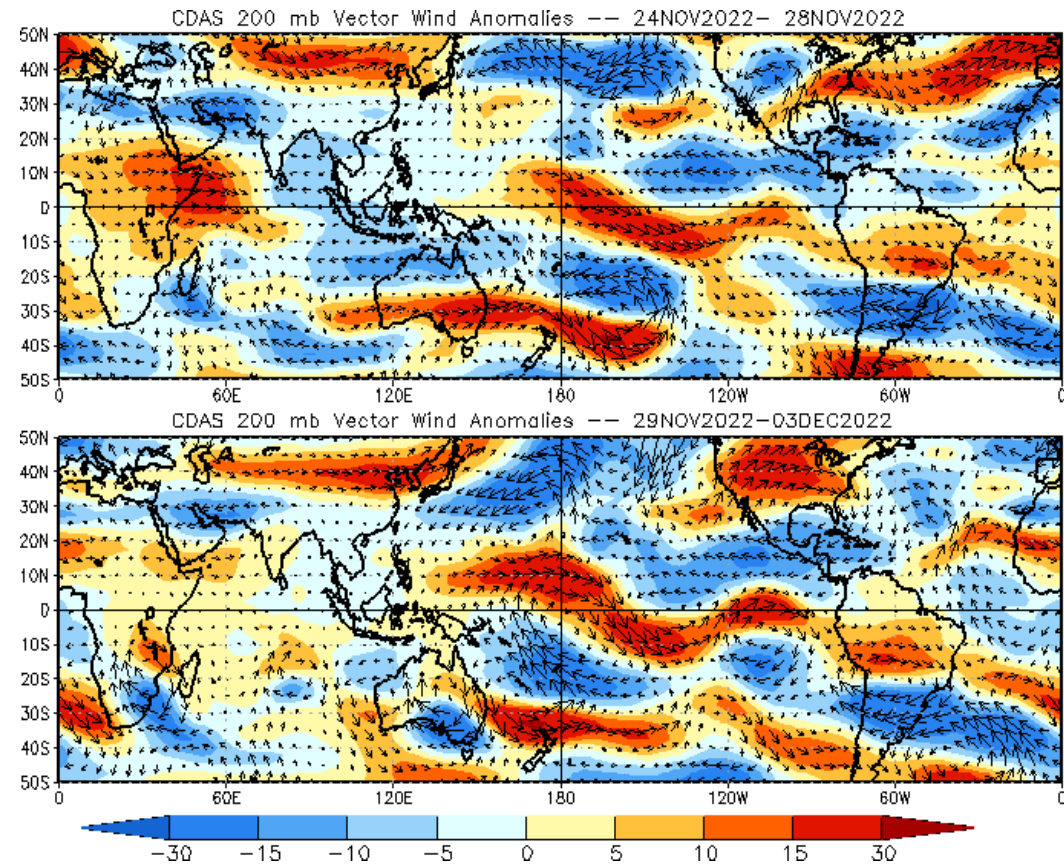 CDAS 200 mb Vector Wind Anomalies -- 24NOV2022- 28NOV2022
50N
40N
30N
20N
10N
0
10S
20S
30S
40S
50S
0 60E 120E 180 120W 60W 0
CDAS 200 mb Vector Wind Anomalies -- 29NOV2022-03DEC2022
50N
40N
30N
20N
10N
0
10S
20S
30S
40S
50S
0 60E 120E 180 120W 60W 0
-30 -15 -10 -5 0 5 10 15 30